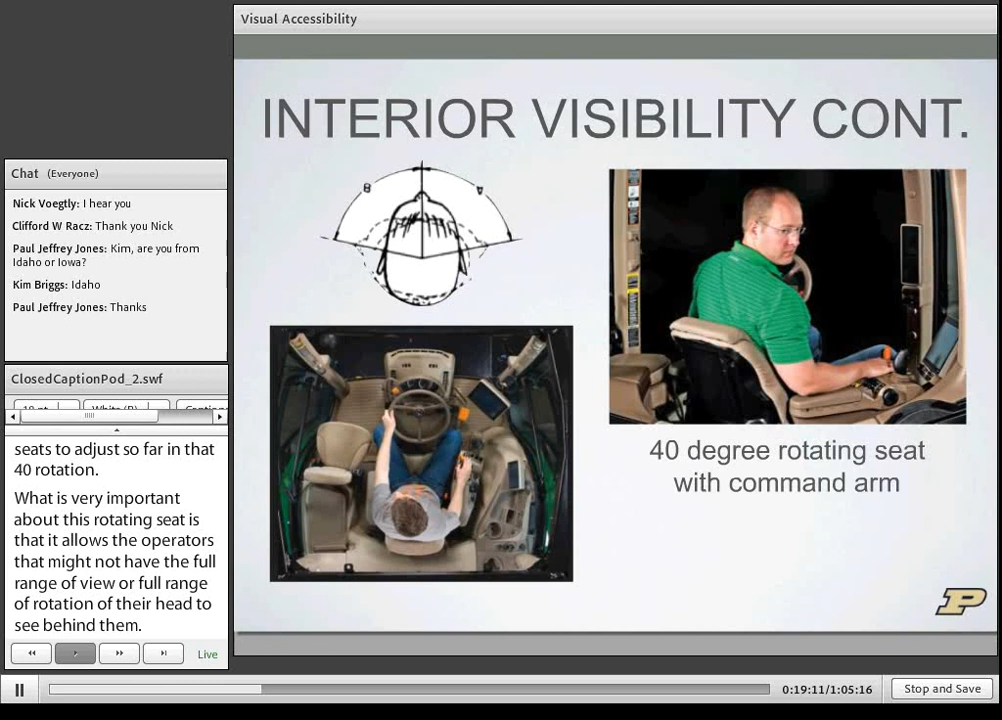 Visual Accessibility
INTERIOR VISIBILITY CONT.
B
A
40 degree rotating seat
with command arm
P
Chat (Everyone)
Nick Voegtly: I hear you
Clifford W Racz: Thank you Nick
Paul Jeffrey Jones: Kim, are you from
Idaho or Iowa?
Kim Briggs: Idaho
Paul Jeffrey Jones: Thanks
ClosedCaptionPod_2.swf
seats to adjust so far in that
40 rotation.
What is very important
about this rotating seat is
that it allows the operators
that might not have the full
range of view or full range
of rotation of their head to
see behind them.
Live
0:19:11/1:05:16
Stop and Save